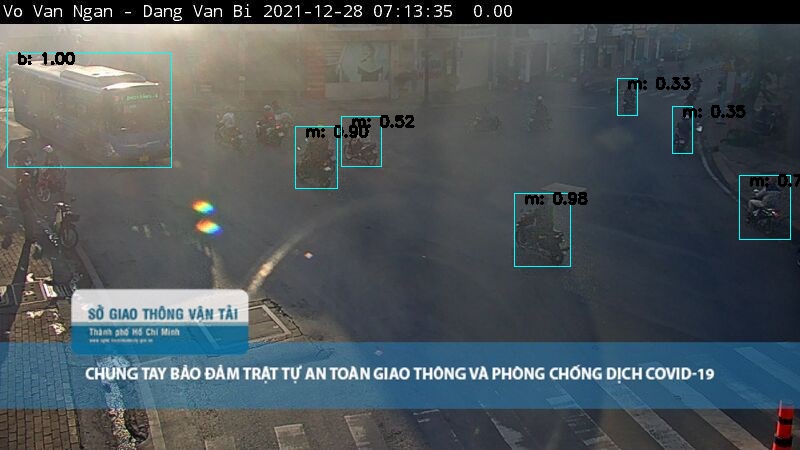 Vo Van Ngan - Dang Van Bi 2021-12-28 07:13:35 0.00
b: 1.00
m: 0.33
m: 0.35
m: 0.90
m: 0.52
m: 0.7
m: 0.98
SỞ GIAO THÔNG VẬN TẢI
Thành phố Hồ Chí Minh
CHUNG TAY BẢO ĐẢM TRẬT TỰ AN TOÀN GIAO THÔNG VÀ PHÒNG CHỐNG DỊCH COVID-19